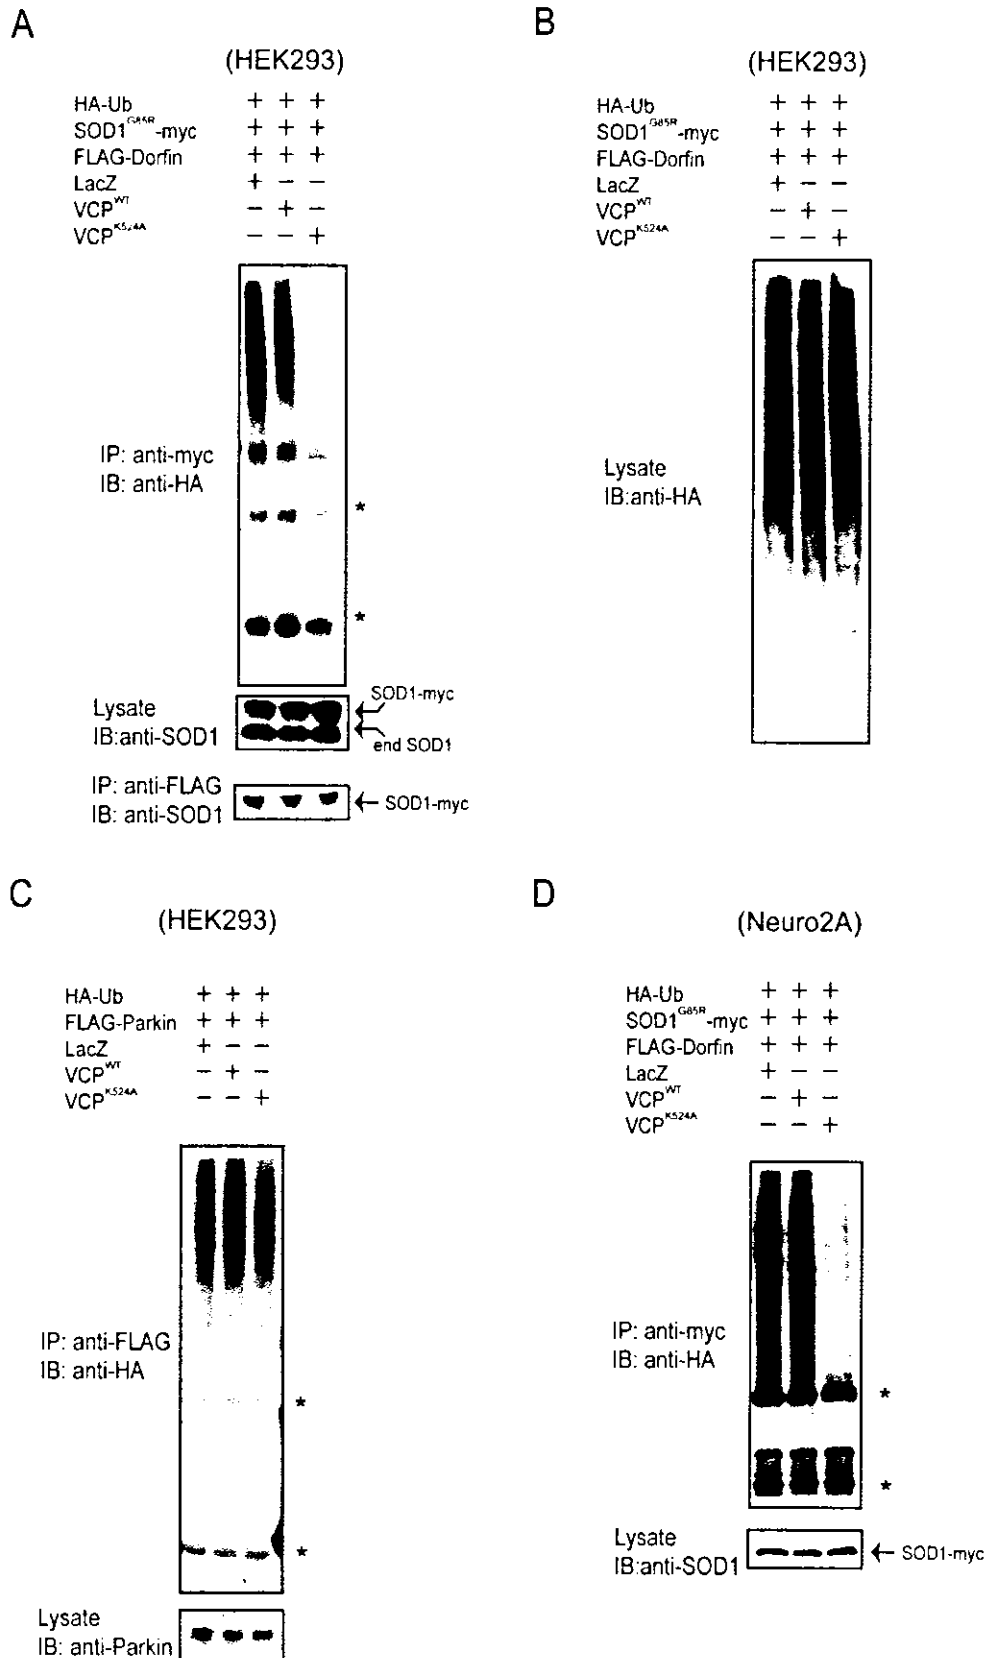 A
(HEK293)
HA-Ub + + +
SOD1G85R-myc + + +
FLAG-Dorfin + + +
LacZ + − −
VCPWT − + −
VCPK524A − − +
IP: anti-myc
IB: anti-HA
*
*
Lysate
IB:anti-SOD1
SOD1-myc
end SOD1
IP: anti-FLAG
IB: anti-SOD1
SOD1-myc
B
(HEK293)
HA-Ub + + +
SOD1G85R-myc + + +
FLAG-Dorfin + + +
LacZ + − −
VCPWT − + −
VCPK524A − − +
Lysate
IB:anti-HA
C
(HEK293)
HA-Ub + + +
FLAG-Parkin + + +
LacZ + − −
VCPWT − + −
VCPK524A − − +
IP: anti-FLAG
IB: anti-HA
*
*
Lysate
IB: anti-Parkin
D
(Neuro2A)
HA-Ub + + +
SOD1G85R-myc + + +
FLAG-Dorfin + + +
LacZ + − −
VCPWT − + −
VCPK524A − − +
IP: anti-myc
IB: anti-HA
*
*
Lysate
IB:anti-SOD1
SOD1-myc